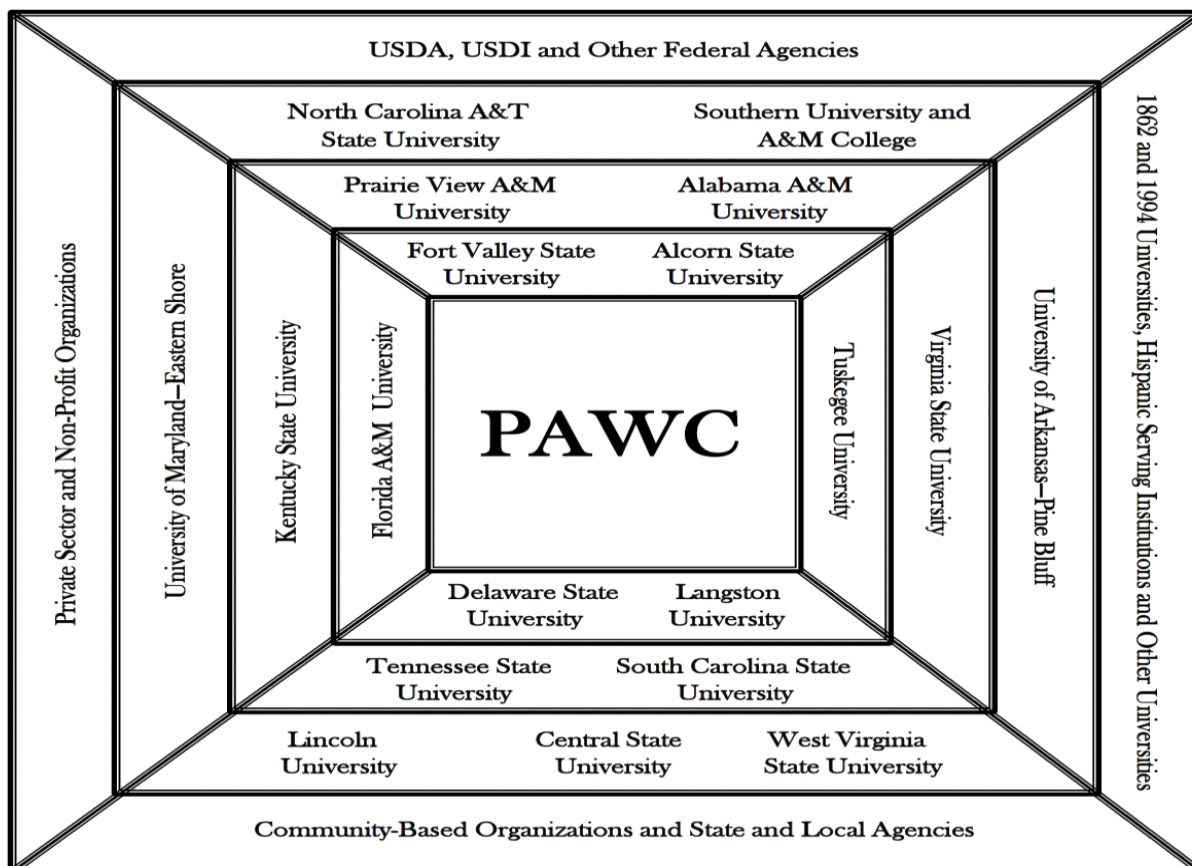 USDA, USDI and Other Federal Agencies
North Carolina A&T
State University
Southern University and
A&M College
Prairie View A&M
University
Alabama A&M
University
Fort Valley State
University
Alcorn State
University
Private Sector and Non-Profit Organizations
University of Maryland–Eastern Shore
Kentucky State University
Florida A&M University
PAWC
Tuskegee University
Virginia State University
University of Arkansas–Pine Bluff
1862 and 1994 Universities, Hispanic Serving Institutions and Other Universities
Delaware State
University
Langston
University
Tennessee State
University
South Carolina State
University
Lincoln
University
Central State
University
West Virginia
State University
Community-Based Organizations and State and Local Agencies